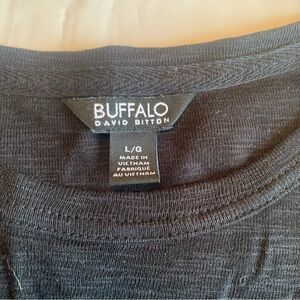 BUFFALO
DAVID BITTON
L/G
MADE IN
VIETNAM
FABRIQUÉ
AU VIETNAM